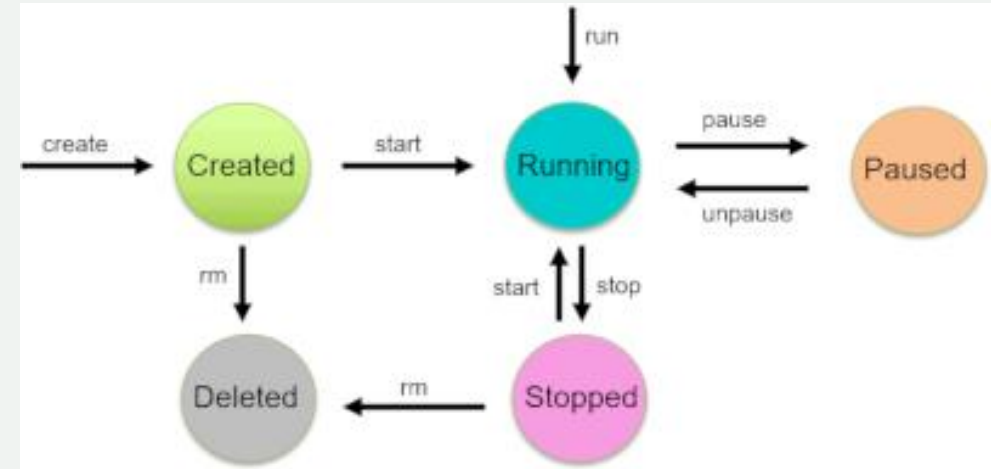 run
create
Created
start
Running
pause
unpause
Paused
rm
start
stop
Deleted
rm
Stopped